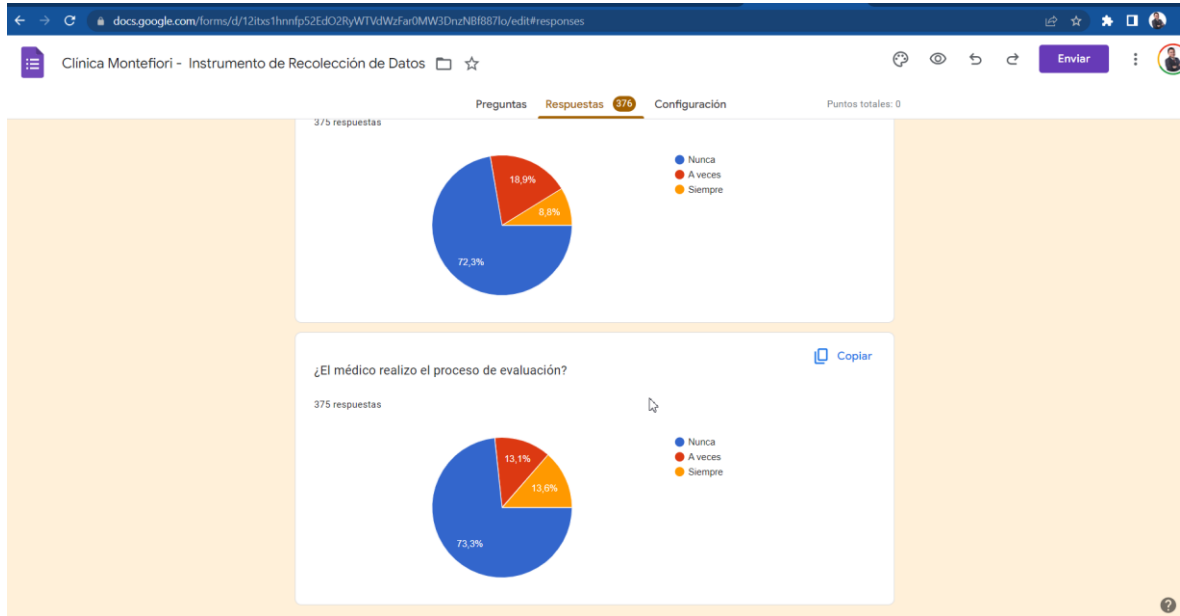 docs.google.com/forms/d/12itxs1hnnfp52EdO2RyWTVdWzFar0MW3DnzNBf887lo/edit#responses
Clínica Montefiori - Instrumento de Recolección de Datos
Enviar
Preguntas Respuestas 376 Configuración Puntos totales: 0
375 respuestas
Nunca
A veces
Siempre
18,9%
8,8%
72,3%
Copiar
¿El médico realizo el proceso de evaluación?
375 respuestas
Nunca
A veces
Siempre
13,1%
13,6%
73,3%